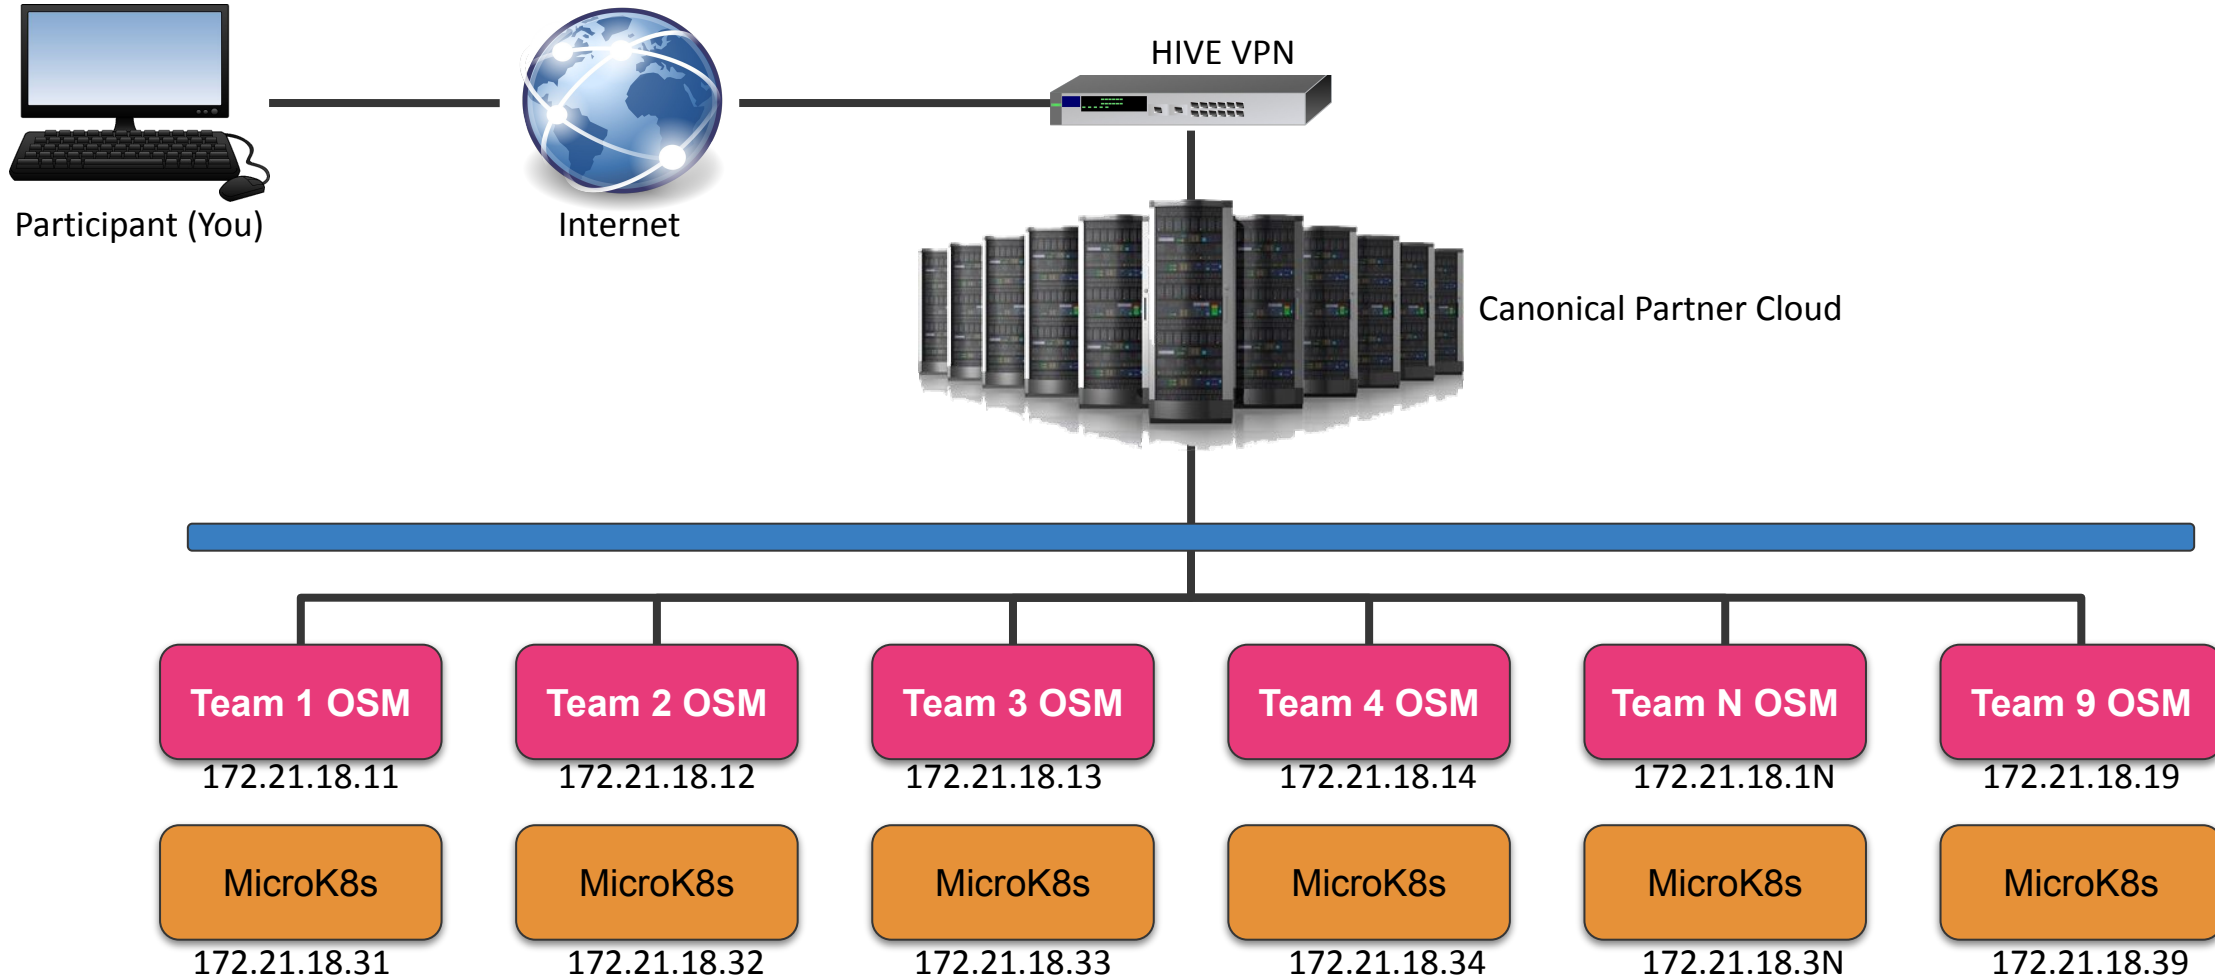 HIVE VPN
Participant (You)
Internet
Canonical Partner Cloud
Team 1 OSM
Team 2 OSM
Team 3 OSM
Team 4 OSM
Team N OSM
Team 9 OSM
172.21.18.11
172.21.18.12
172.21.18.13
172.21.18.14
172.21.18.1N
172.21.18.19
MicroK8s
MicroK8s
MicroK8s
MicroK8s
MicroK8s
MicroK8s
172.21.18.31
172.21.18.32
172.21.18.33
172.21.18.34
172.21.18.3N
172.21.18.39